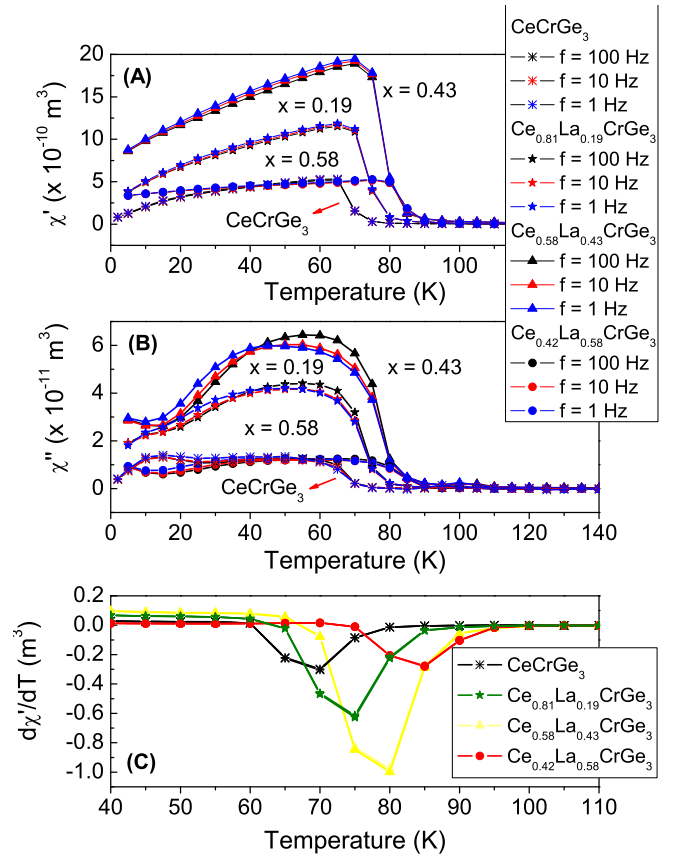 (A)
χ' (x 10⁻¹⁰ m³)
20
15
10
5
0
x = 0.43
x = 0.19
x = 0.58
CeCrGe₃
0 20 40 60 80 100
Temperature (K)
CeCrGe₃
f = 100 Hz
f = 10 Hz
f = 1 Hz
Ce₀.₈₁La₀.₁₉CrGe₃
f = 100 Hz
f = 10 Hz
f = 1 Hz
Ce₀.₅₈La₀.₄₃CrGe₃
f = 100 Hz
f = 10 Hz
f = 1 Hz
Ce₀.₄₂La₀.₅₈CrGe₃
f = 100 Hz
f = 10 Hz
f = 1 Hz
(B)
χ'' (x 10⁻¹¹ m³)
6
4
2
0
x = 0.19
x = 0.43
x = 0.58
CeCrGe₃
0 20 40 60 80 100 120 140
Temperature (K)
dχ'/dT (m³)
0.2
0.0
-0.2
-0.4
-0.6
-0.8
-1.0
(C)
CeCrGe₃
Ce₀.₈₁La₀.₁₉CrGe₃
Ce₀.₅₈La₀.₄₃CrGe₃
Ce₀.₄₂La₀.₅₈CrGe₃
40 50 60 70 80 90 100 110
Temperature (K)